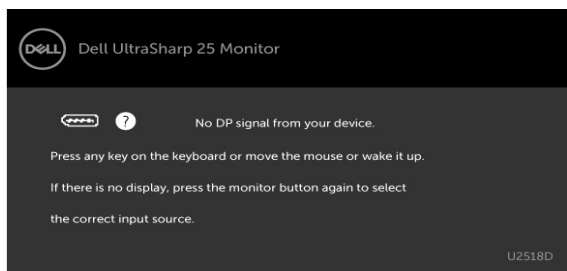 DELL
Dell UltraSharp 25 Monitor
? No DP signal from your device.
Press any key on the keyboard or move the mouse or wake it up.
If there is no display, press the monitor button again to select
the correct input source.
U2518D